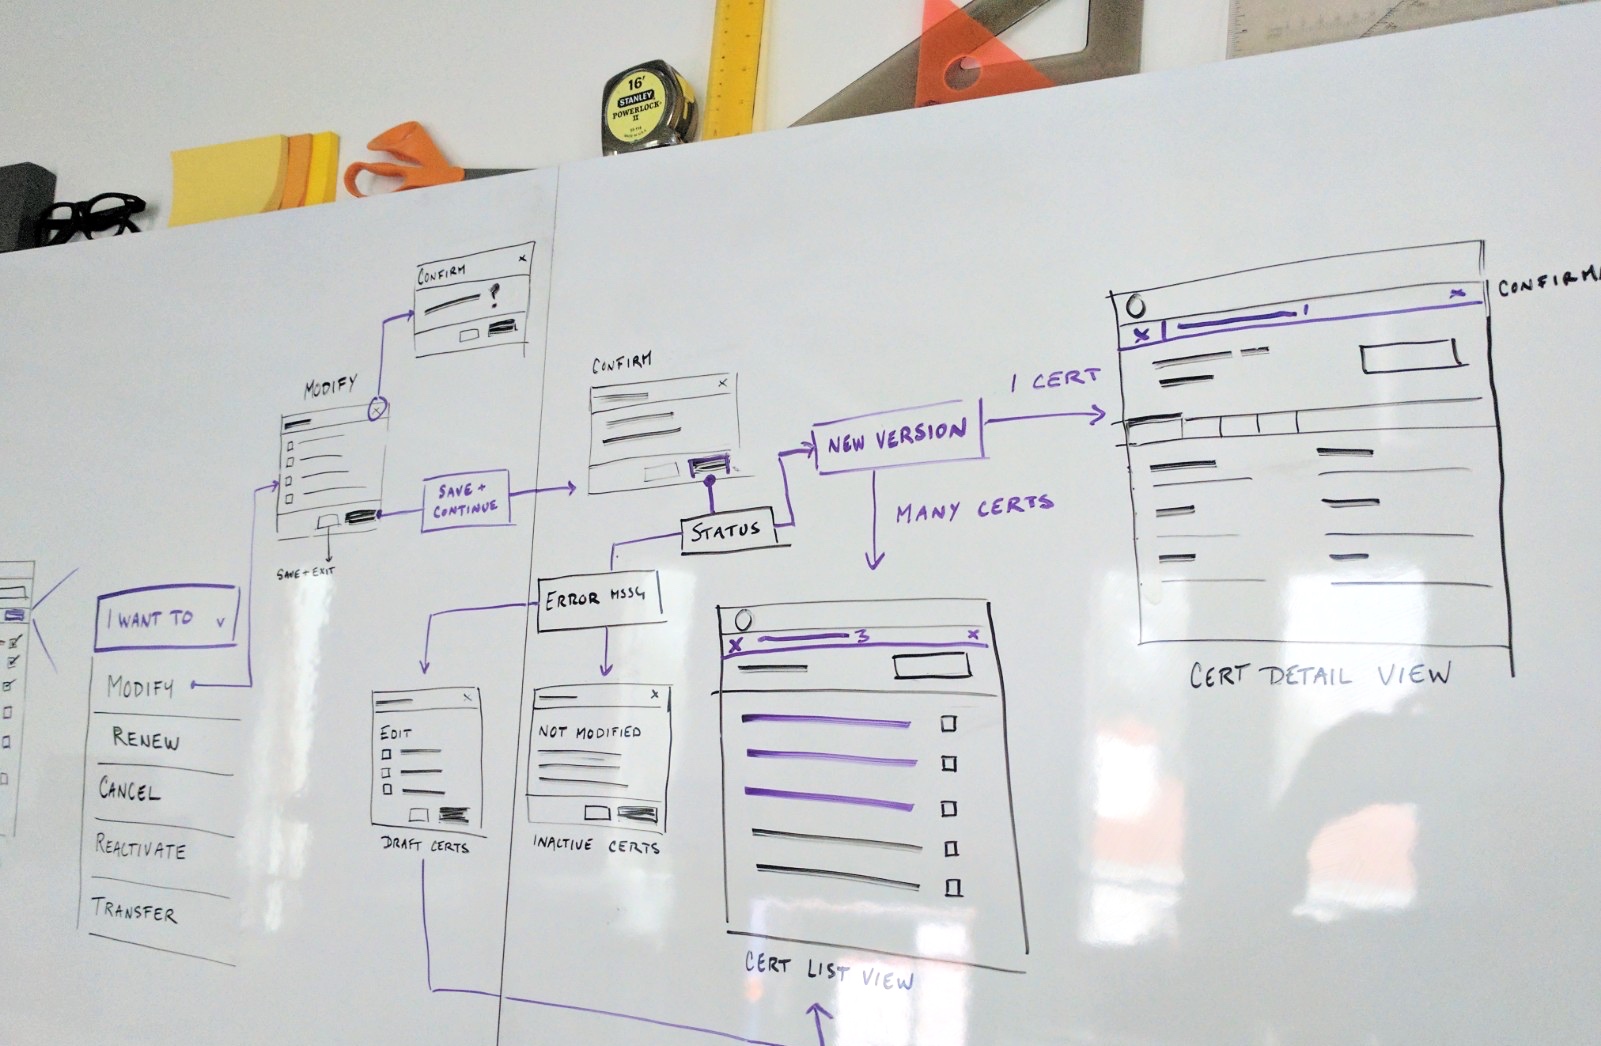 16'
STANLEY
POWERLOCK
II
CONFIRM x
?
MODIFY
x
SAVE + EXIT
SAVE +
CONTINUE
CONFIRM
x
STATUS
NEW VERSION
1 CERT
MANY CERTS
ERROR MSSG
I WANT TO v
MODIFY
RENEW
CANCEL
REACTIVATE
TRANSFER
x
EDIT
DRAFT CERTS
x
NOT MODIFIED
INACTIVE CERTS
x 3 x
CERT LIST VIEW
x 1 x
CERT DETAIL VIEW
CONFIRM